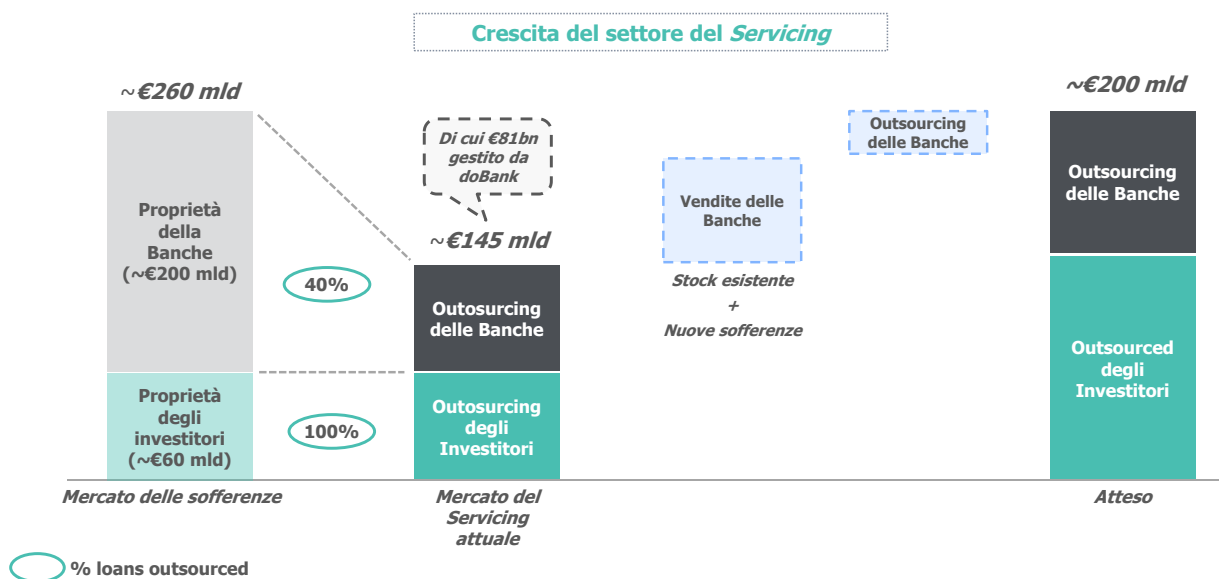 Crescita del settore del Servicing
~€260 mld
Proprietà
della
Banche
(~€200 mld)
Proprietà
degli
investitori
(~€60 mld)
Mercato delle sofferenze
40%
100%
Di cui €81bn
gestito da
doBank
~€145 mld
Outosurcing
delle Banche
Outosurcing
degli
Investitori
Mercato del
Servicing
attuale
Vendite delle
Banche
Stock esistente
+
Nuove sofferenze
Outsourcing
delle Banche
~€200 mld
Outsourcing
delle Banche
Outsourced
degli
Investitori
Atteso
% loans outsourced